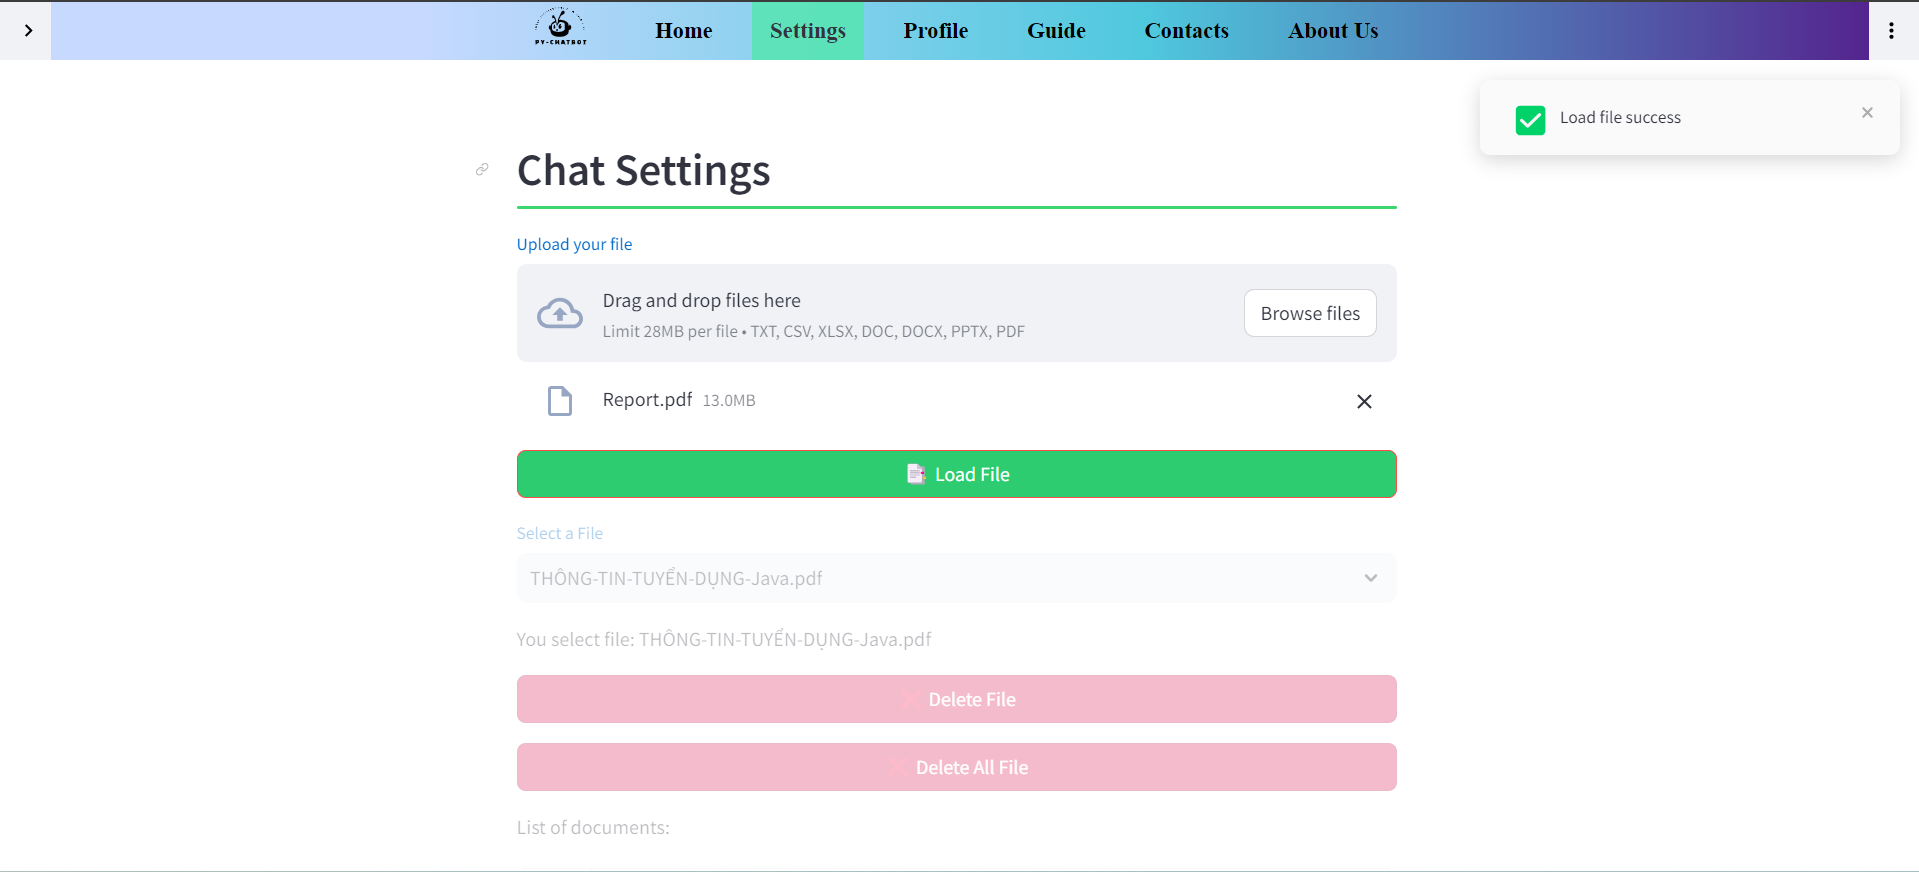 PY-CHATBOT
Home Settings Profile Guide Contacts About Us
Load file success
Chat Settings
Upload your file
Drag and drop files here
Limit 28MB per file • TXT, CSV, XLSX, DOC, DOCX, PPTX, PDF
Browse files
Report.pdf 13.0MB
Load File
Select a File
THÔNG-TIN-TUYỂN-DỤNG-Java.pdf
You select file: THÔNG-TIN-TUYỂN-DỤNG-Java.pdf
Delete File
Delete All File
List of documents: